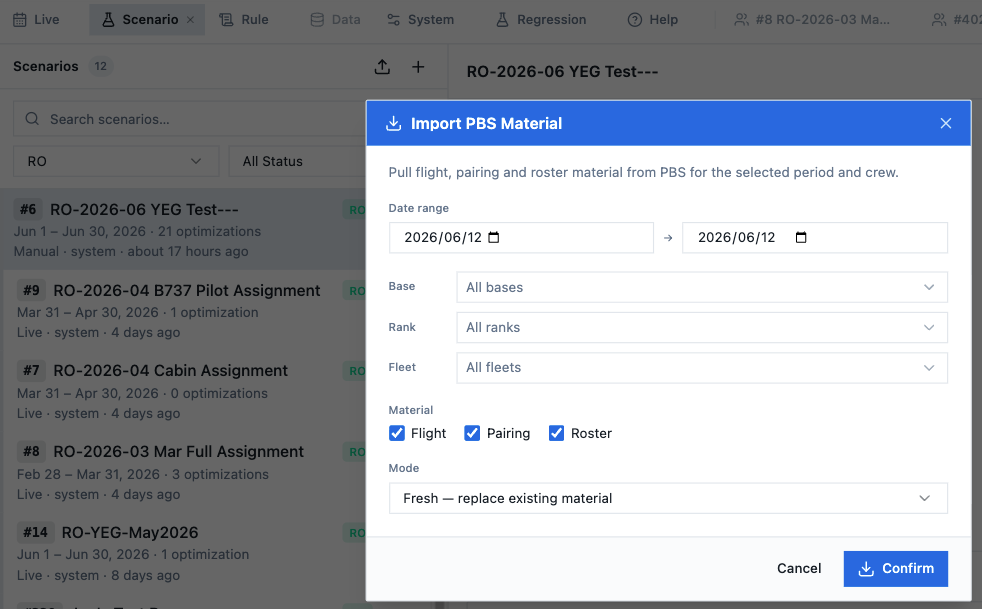 Live
Scenario
Rule
Data
System
Regression
Help
#8 RO-2026-03 Ma...
Scenarios 12
RO-2026-06 YEG Test---
Search scenarios...
RO
All Status
#6 RO-2026-06 YEG Test---
RO
Jun 1 – Jun 30, 2026 · 21 optimizations
Manual · system · about 17 hours ago
#9 RO-2026-04 B737 Pilot Assignment
RO
Mar 31 – Apr 30, 2026 · 1 optimization
Live · system · 4 days ago
#7 RO-2026-04 Cabin Assignment
RO
Mar 31 – Apr 30, 2026 · 0 optimizations
Live · system · 4 days ago
#8 RO-2026-03 Mar Full Assignment
RO
Feb 28 – Mar 31, 2026 · 3 optimizations
Live · system · 4 days ago
#14 RO-YEG-May2026
RO
Jun 1 – Jun 30, 2026 · 1 optimization
Live · system · 8 days ago
Import PBS Material
Pull flight, pairing and roster material from PBS for the selected period and crew.
Date range
2026/06/12 → 2026/06/12
Base All bases
Rank All ranks
Fleet All fleets
Material
Flight Pairing Roster
Mode
Fresh — replace existing material
Cancel Confirm